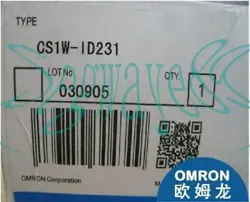 TYPE
CS1W-ID231
LOT No
QTY.
030905
1
OMRON Corporation
OMRON
欧姆龙